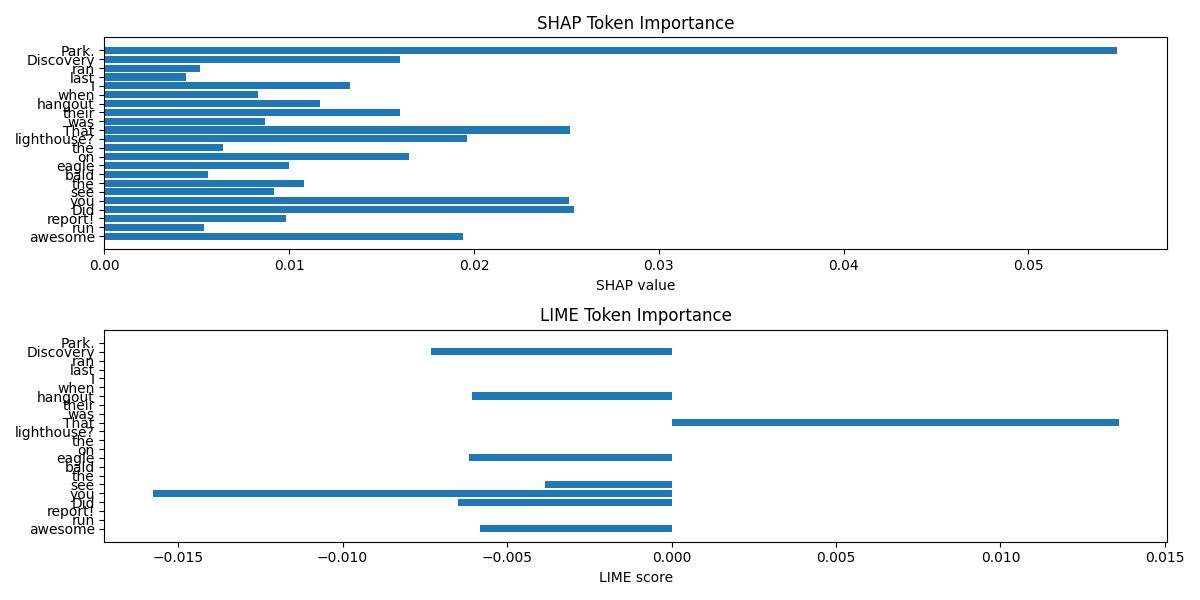 SHAP Token Importance
Park.
Discovery
ran
last
I
when
hangout
their
was
That
lighthouse?
the
on
eagle
bald
the
see
you
Did
report!
run
awesome
0.00 0.01 0.02 0.03 0.04 0.05
SHAP value
LIME Token Importance
Park.
Discovery
ran
last
I
when
hangout
their
was
That
lighthouse?
the
on
eagle
bald
the
see
you
Did
report!
run
awesome
−0.015 −0.010 −0.005 0.000 0.005 0.010 0.015
LIME score